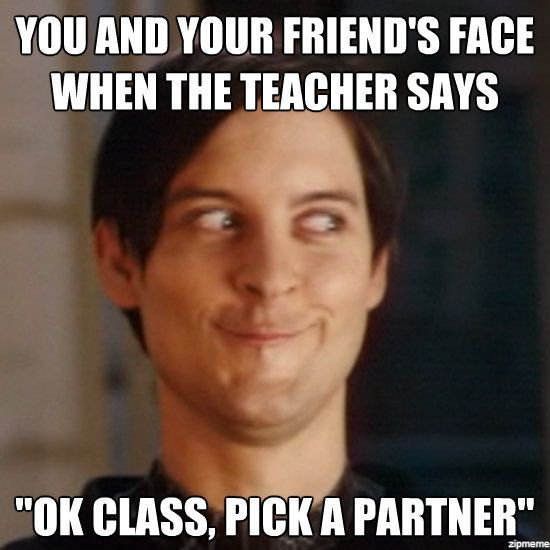 YOU AND YOUR FRIEND'S FACE
WHEN THE TEACHER SAYS
"OK CLASS, PICK A PARTNER"
zipmeme